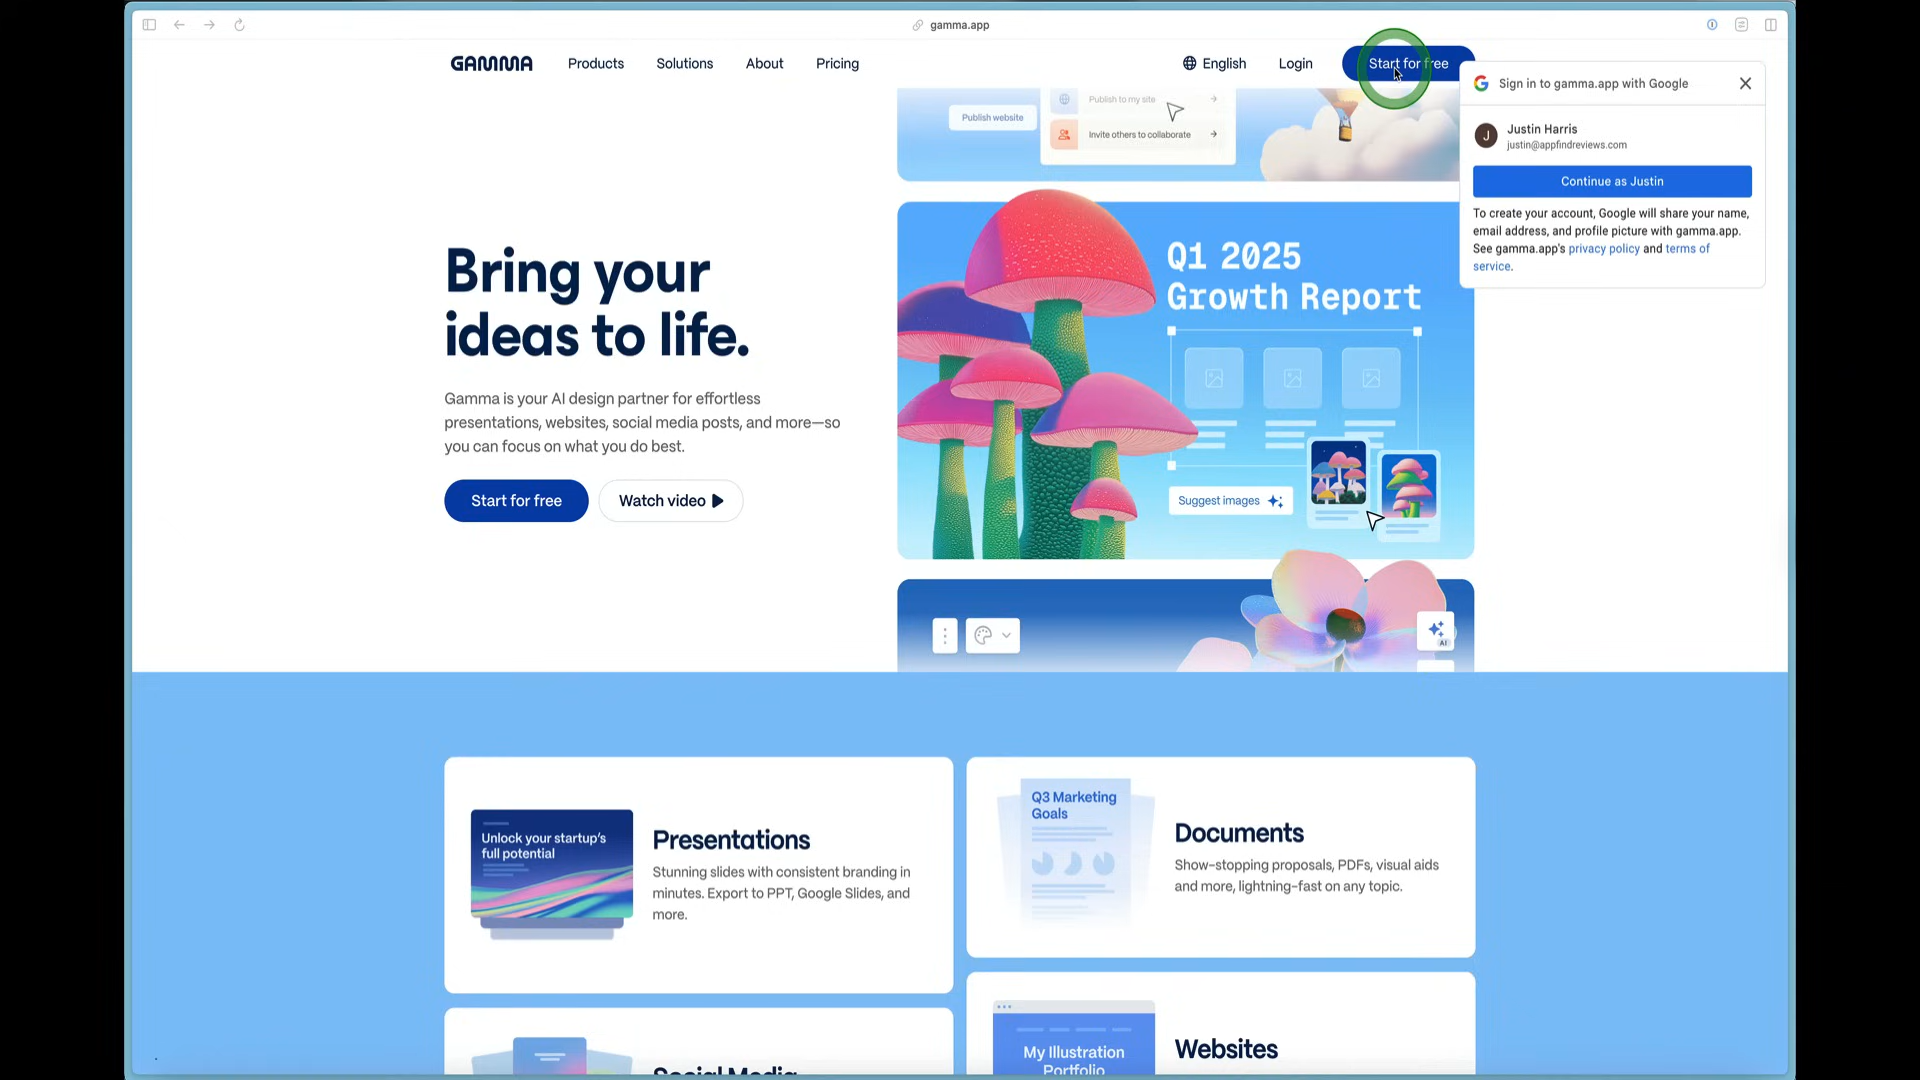 gamma.app
GAMMA
Products
Solutions
About
Pricing
English
Login
Start for free
Sign in to gamma.app with Google
Justin Harris
justin@appfindreviews.com
Continue as Justin
To create your account, Google will share your name,
email address, and profile picture with gamma.app.
See gamma.app's privacy policy and terms of
service.
Publish website
Publish to my site
Invite others to collaborate
Bring your
ideas to life.
Gamma is your AI design partner for effortless
presentations, websites, social media posts, and more—so
you can focus on what you do best.
Start for free
Watch video
Q1 2025
Growth Report
Suggest images
AI
Unlock your startup's
full potential
Presentations
Stunning slides with consistent branding in
minutes. Export to PPT, Google Slides, and
more.
Q3 Marketing
Goals
Documents
Show-stopping proposals, PDFs, visual aids
and more, lightning-fast on any topic.
Social Media
My Illustration
Portfolio
Websites